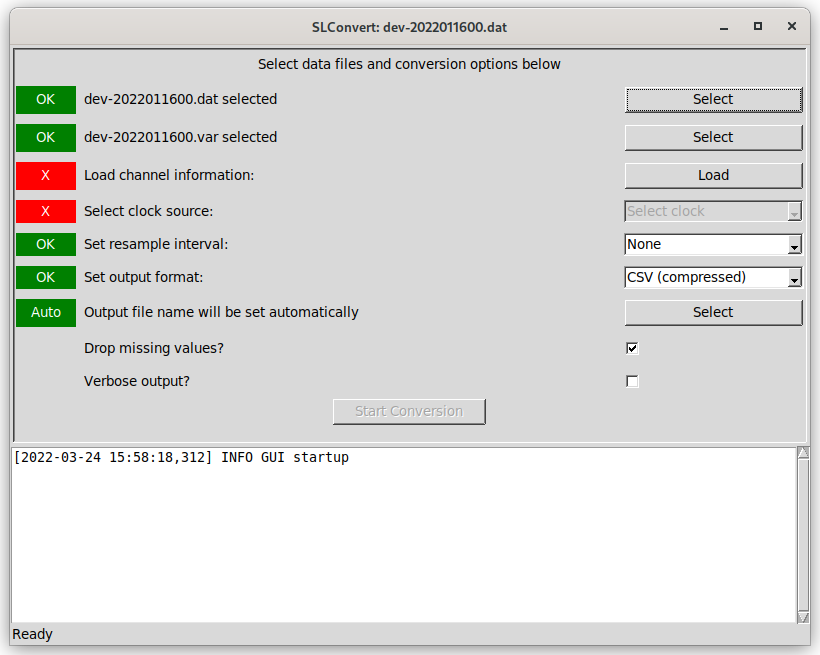 SLConvert: dev-2022011600.dat
Select data files and conversion options below
OK dev-2022011600.dat selected Select
OK dev-2022011600.var selected Select
X Load channel information: Load
X Select clock source: Select clock
OK Set resample interval: None
OK Set output format: CSV (compressed)
Auto Output file name will be set automatically Select
Drop missing values?
Verbose output?
Start Conversion
[2022-03-24 15:58:18,312] INFO GUI startup
Ready